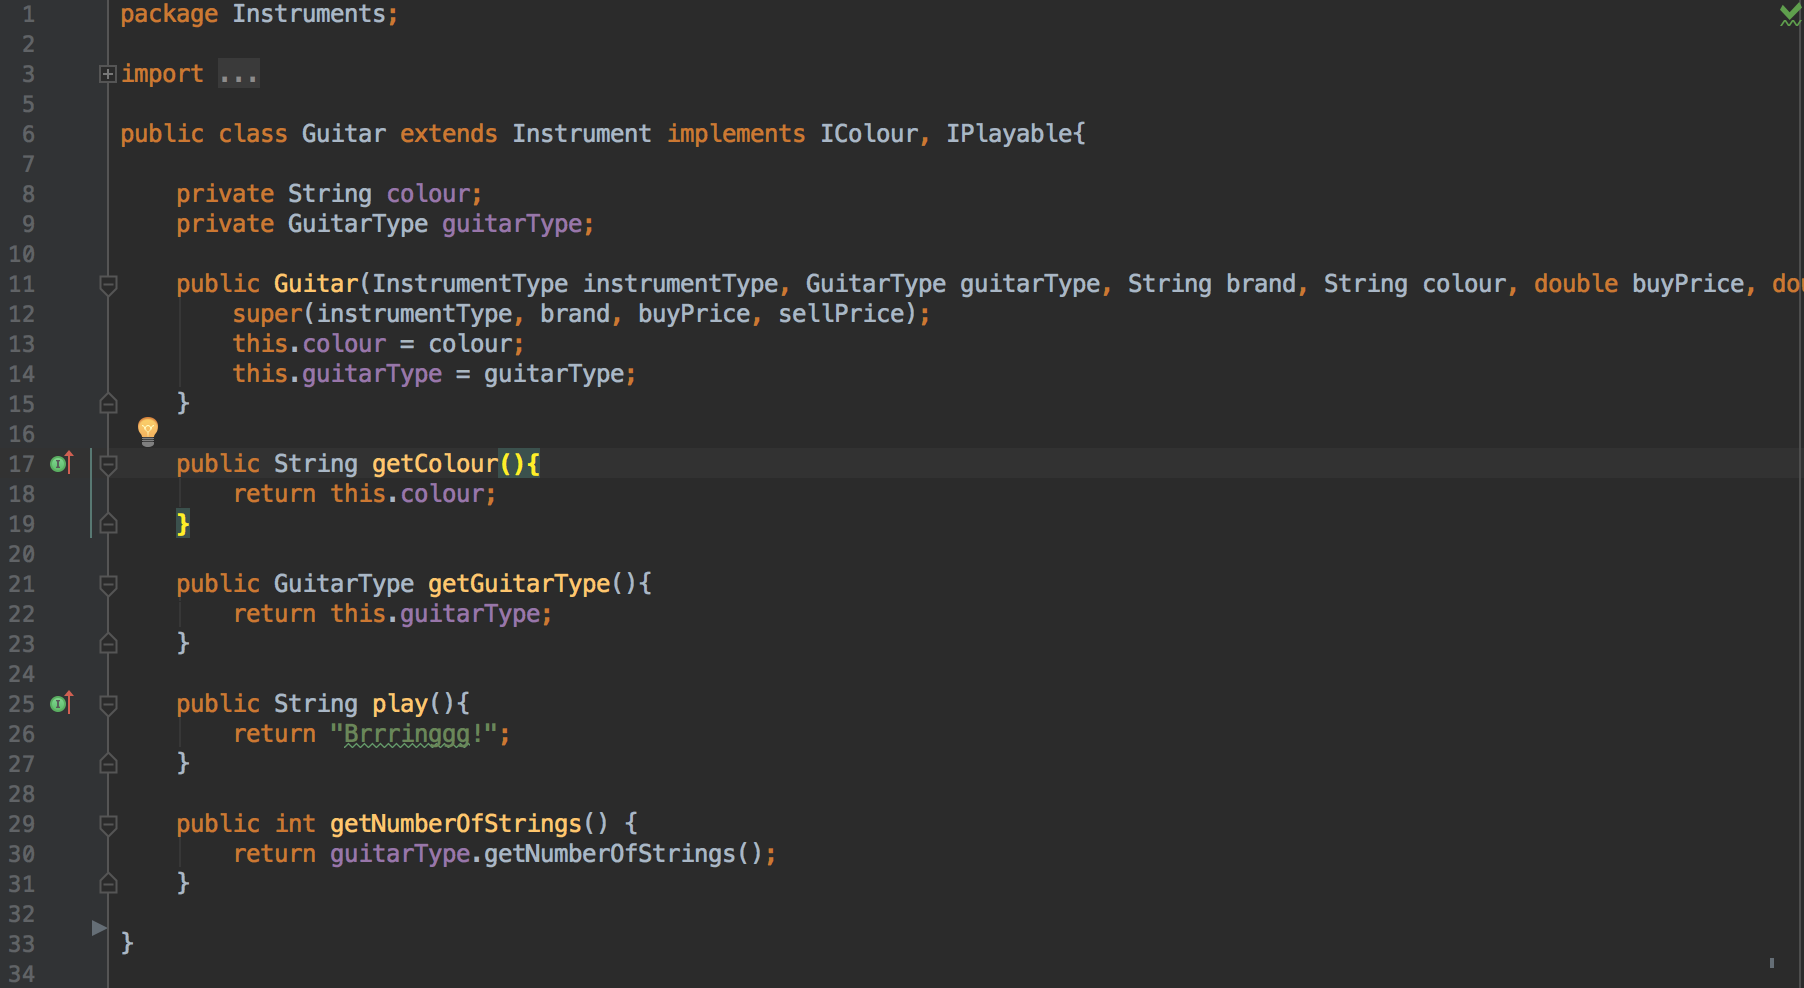 1 package Instruments;
2
3 import ...
5
6 public class Guitar extends Instrument implements IColour, IPlayable{
7
8 private String colour;
9 private GuitarType guitarType;
10
11 public Guitar(InstrumentType instrumentType, GuitarType guitarType, String brand, String colour, double buyPrice,
12 super(instrumentType, brand, buyPrice, sellPrice);
13 this.colour = colour;
14 this.guitarType = guitarType;
15 }
16
17 public String getColour(){
18 return this.colour;
19 }
20
21 public GuitarType getGuitarType(){
22 return this.guitarType;
23 }
24
25 public String play(){
26 return "Brrringgg!";
27 }
28
29 public int getNumberOfStrings() {
30 return guitarType.getNumberOfStrings();
31 }
32
33 }
34